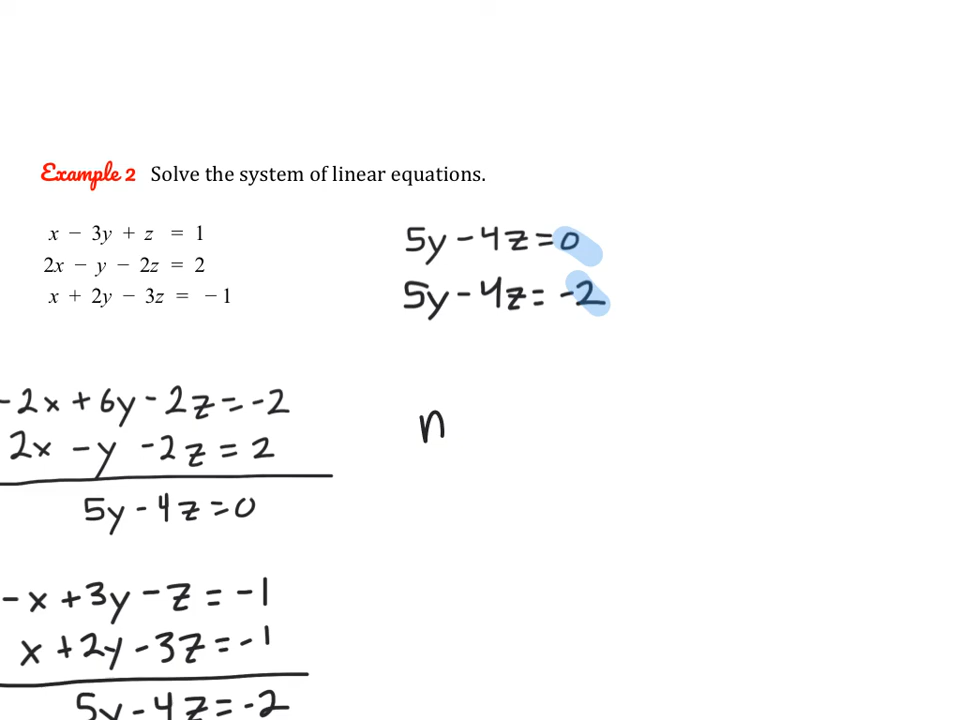 Example 2 Solve the system of linear equations.
x − 3y + z = 1
2x − y − 2z = 2
x + 2y − 3z = − 1
5y - 4z = 0
5y - 4z = -2
-2x + 6y - 2z = -2
2x - y - 2z = 2
5y - 4z = 0
n
-x + 3y - z = -1
x + 2y - 3z = -1
5y - 4z = -2